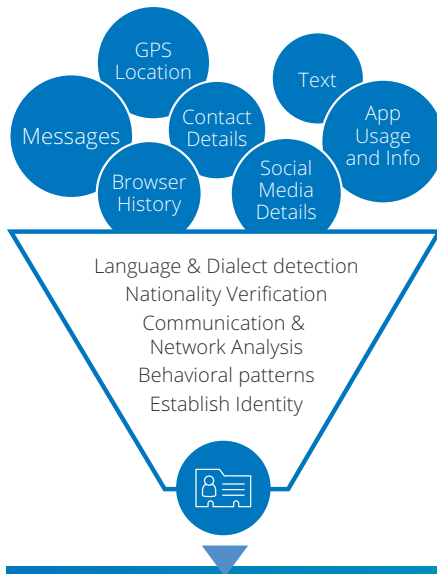 GPS
Location
Text
Messages
Contact
Details
App
Usage
and Info
Browser
History
Social
Media
Details
Language & Dialect detection
Nationality Verification
Communication &
Network Analysis
Behavioral patterns
Establish Identity